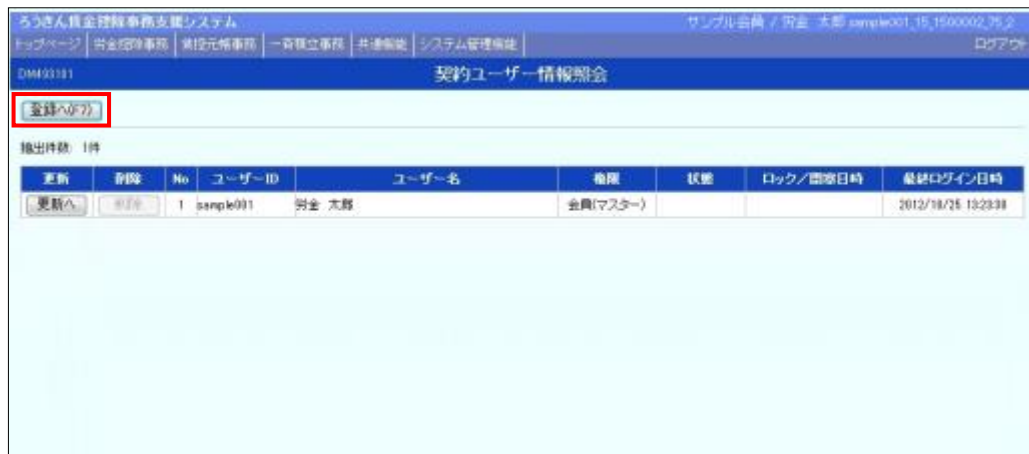 ろうきん賃金控除事務支援システム サンプル会員 / 労金 太郎 sample001_15_1500002_75_2
トップページ 労金控除事務 貸控元帳事務 一斉積立事務 共通機能 システム管理機能 ログアウト
DM493101 契約ユーザー情報照会
登録へ(F7)
抽出件数: 1件
更新 削除 No ユーザーID ユーザー名 権限 状態 ロック/閉塞日時 最終ログイン日時
更新へ 削除 1 sample001 労金 太郎 会員(マスター) 2012/10/25 13:23:38